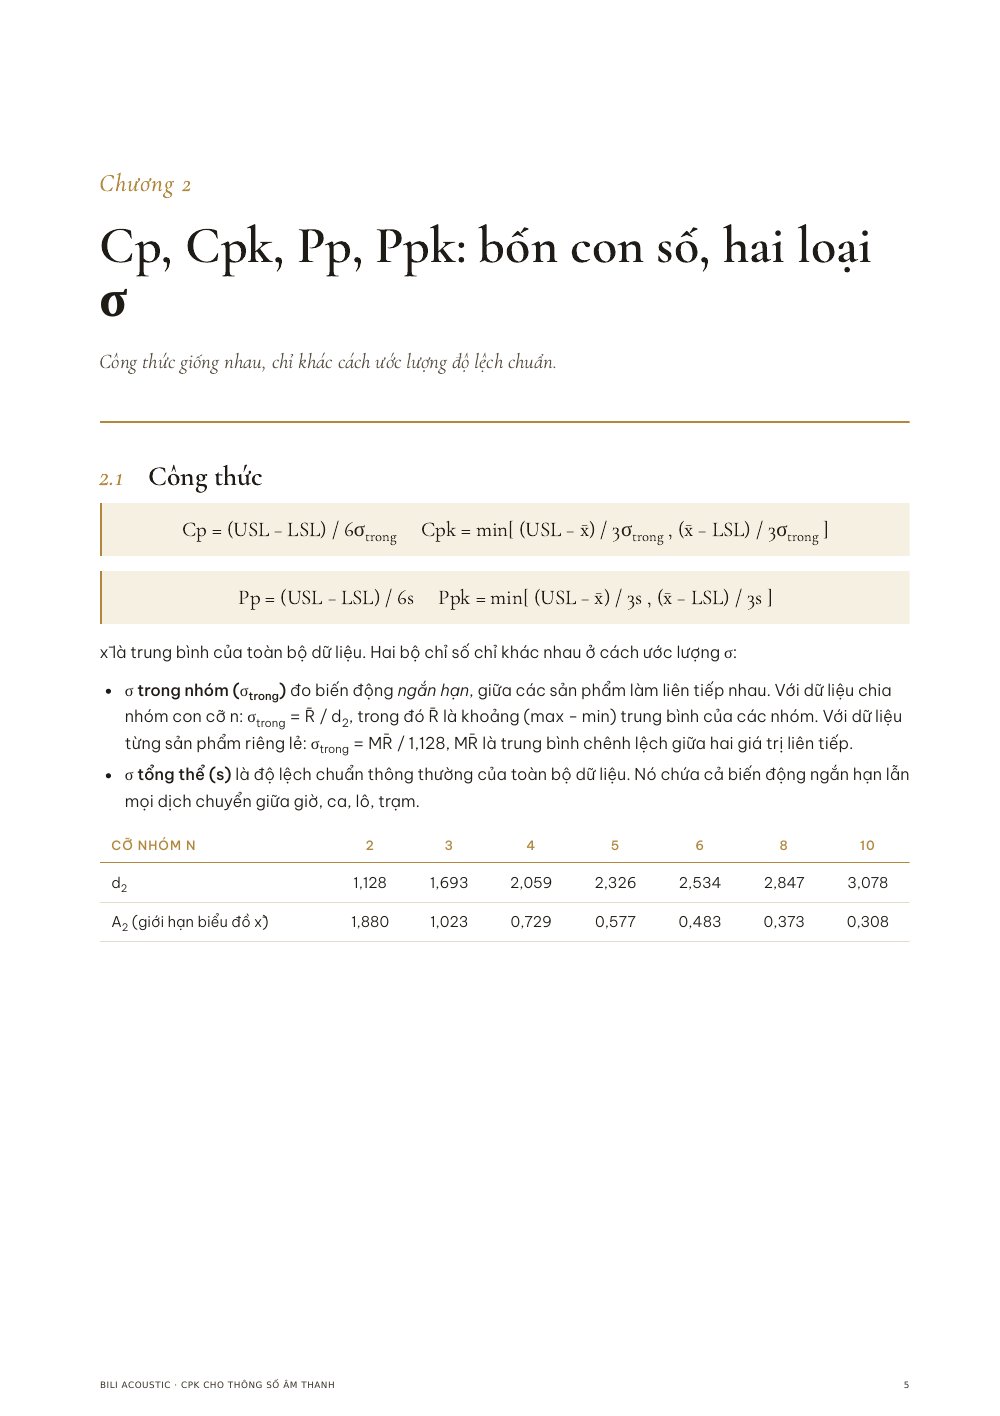 Chương 2
Cp, Cpk, Pp, Ppk: bốn con số, hai loại
σ
Công thức giống nhau, chỉ khác cách ước lượng độ lệch chuẩn.
2.1 Công thức
Cp = (USL − LSL) / 6σtrong Cpk = min[ (USL − x̄) / 3σtrong , (x̄ − LSL) / 3σtrong ]
Pp = (USL − LSL) / 6s Ppk = min[ (USL − x̄) / 3s , (x̄ − LSL) / 3s ]
x̄ là trung bình của toàn bộ dữ liệu. Hai bộ chỉ số chỉ khác nhau ở cách ước lượng σ:
• σ trong nhóm (σtrong) đo biến động ngắn hạn, giữa các sản phẩm làm liên tiếp nhau. Với dữ liệu chia
nhóm con cỡ n: σtrong = R̄ / d2, trong đó R̄ là khoảng (max − min) trung bình của các nhóm. Với dữ liệu
từng sản phẩm riêng lẻ: σtrong = MR̄ / 1,128, MR̄ là trung bình chênh lệch giữa hai giá trị liên tiếp.
• σ tổng thể (s) là độ lệch chuẩn thông thường của toàn bộ dữ liệu. Nó chứa cả biến động ngắn hạn lẫn
mọi dịch chuyển giữa giờ, ca, lô, trạm.
CỠ NHÓM N 2 3 4 5 6 8 10
d2 1,128 1,693 2,059 2,326 2,534 2,847 3,078
A2 (giới hạn biểu đồ x̄) 1,880 1,023 0,729 0,577 0,483 0,373 0,308
BILI ACOUSTIC · CPK CHO THÔNG SỐ ÂM THANH 5